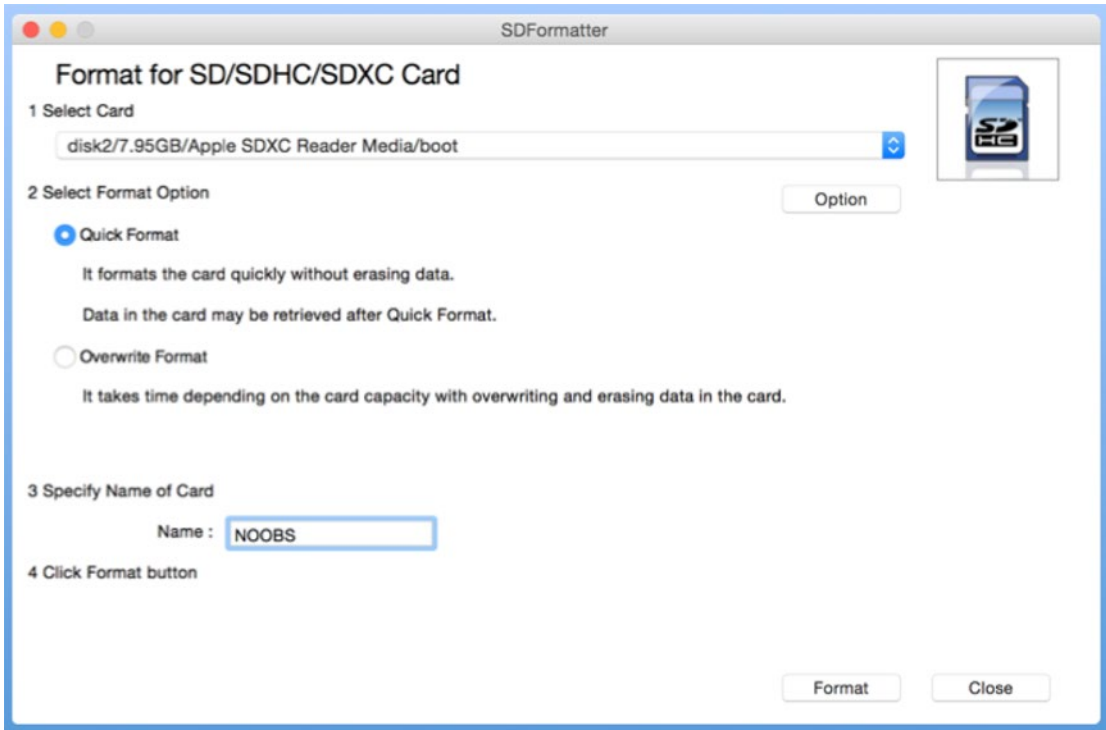 SDFormatter
Format for SD/SDHC/SDXC Card
1 Select Card
disk2/7.95GB/Apple SDXC Reader Media/boot
2 Select Format Option
Option
Quick Format
It formats the card quickly without erasing data.
Data in the card may be retrieved after Quick Format.
Overwrite Format
It takes time depending on the card capacity with overwriting and erasing data in the card.
3 Specify Name of Card
Name :
NOOBS
4 Click Format button
Format
Close
SD
HC